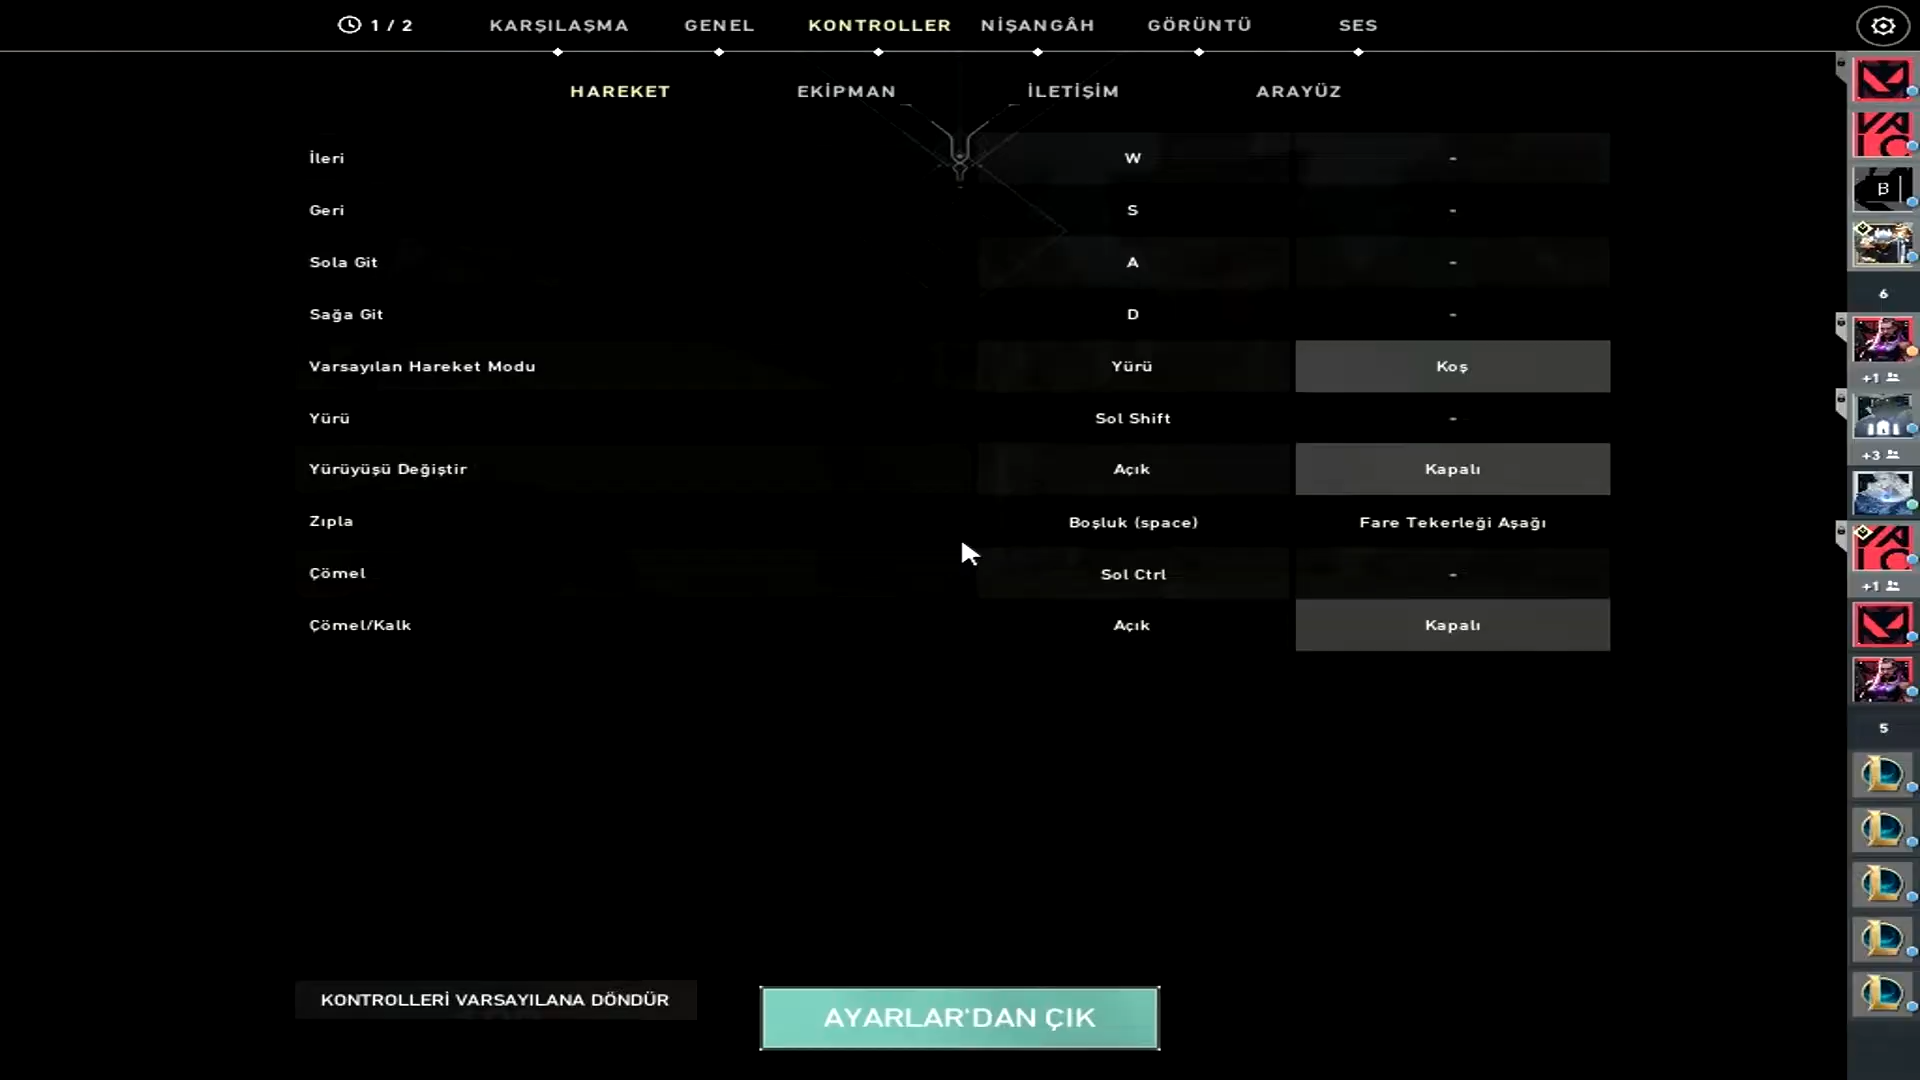 1 / 2 KARŞILAŞMA GENEL KONTROLLER NİŞANGÂH GÖRÜNTÜ SES
HAREKET EKİPMAN İLETİŞİM ARAYÜZ
İleri W -
Geri S -
Sola Git A -
Sağa Git D -
Varsayılan Hareket Modu Yürü Koş
Yürü Sol Shift -
Yürüyüşü Değiştir Açık Kapalı
Zıpla Boşluk (space) Fare Tekerleği Aşağı
Çömel Sol Ctrl -
Çömel/Kalk Açık Kapalı
KONTROLLERİ VARSAYILANA DÖNDÜR
AYARLAR'DAN ÇIK
B
6
+1
+3
+1
5